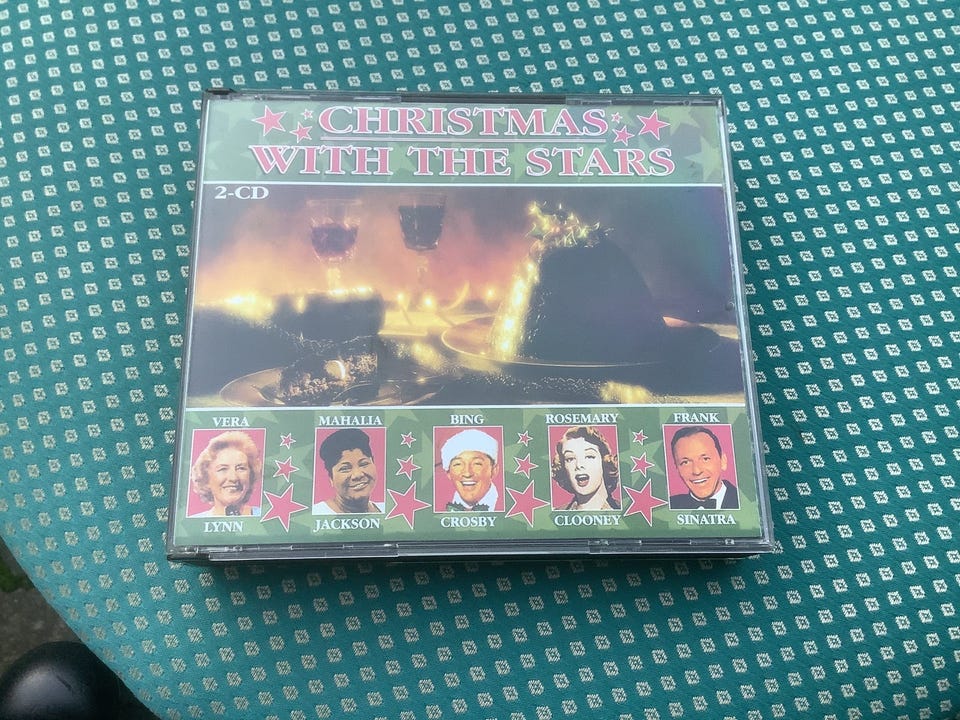 CHRISTMAS
WITH THE STARS
2-CD
VERA
LYNN
MAHALIA
JACKSON
BING
CROSBY
ROSEMARY
CLOONEY
FRANK
SINATRA